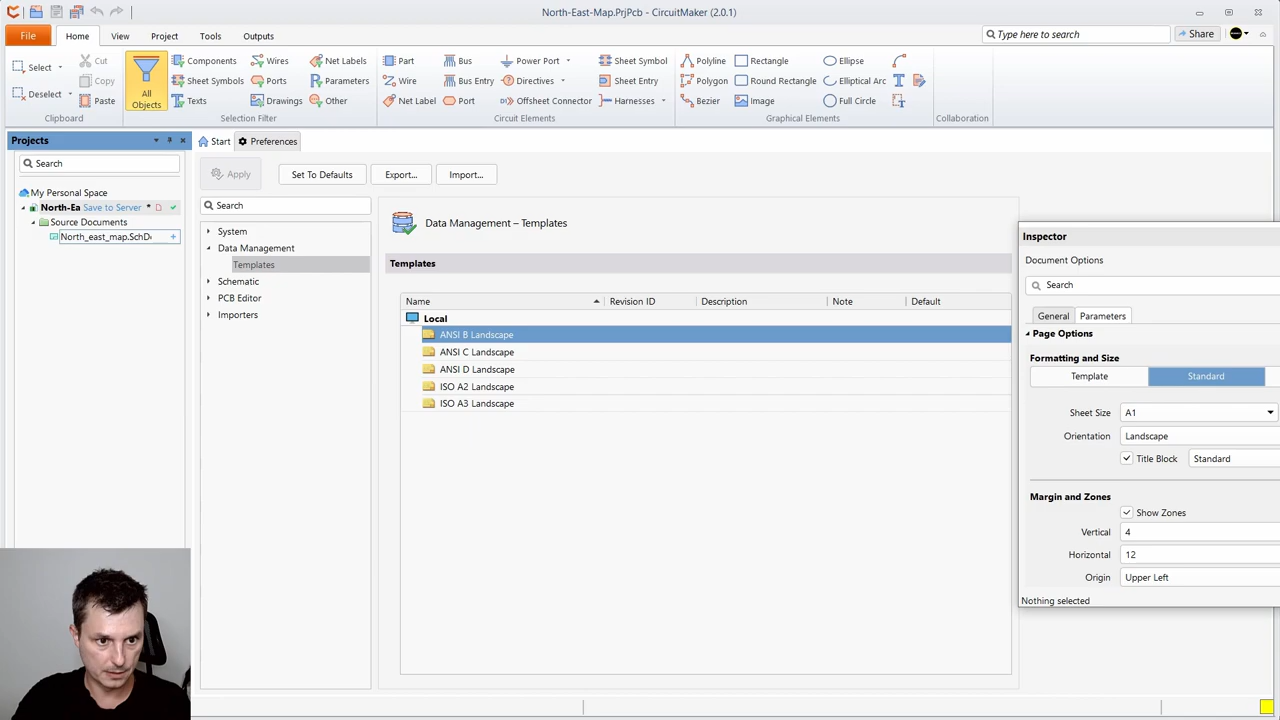 North-East-Map.PrjPcb - CircuitMaker (2.0.1)
File Home View Project Tools Outputs
Type here to search Share
Select Cut Components Wires Net Labels Part Bus Power Port Sheet Symbol Polyline Rectangle Ellipse
Copy Sheet Symbols Ports Parameters Wire Bus Entry Directives Sheet Entry Polygon Round Rectangle Elliptical Arc
Deselect Paste All Objects Texts Drawings Other Net Label Port Offsheet Connector Harnesses Bezier Image Full Circle
Clipboard Selection Filter Circuit Elements Graphical Elements Collaboration
Projects Start Preferences
Search
Apply Set To Defaults Export... Import...
My Personal Space
North-Ea Save to Server *
Source Documents
North_east_map.SchD
Search
System
Data Management
Templates
Schematic
PCB Editor
Importers
Data Management – Templates
Templates
Name Revision ID Description Note Default
Local
ANSI B Landscape
ANSI C Landscape
ANSI D Landscape
ISO A2 Landscape
ISO A3 Landscape
Inspector
Document Options
Search
General Parameters
Page Options
Formatting and Size
Template Standard
Sheet Size A1
Orientation Landscape
Title Block Standard
Margin and Zones
Show Zones
Vertical 4
Horizontal 12
Origin Upper Left
Nothing selected